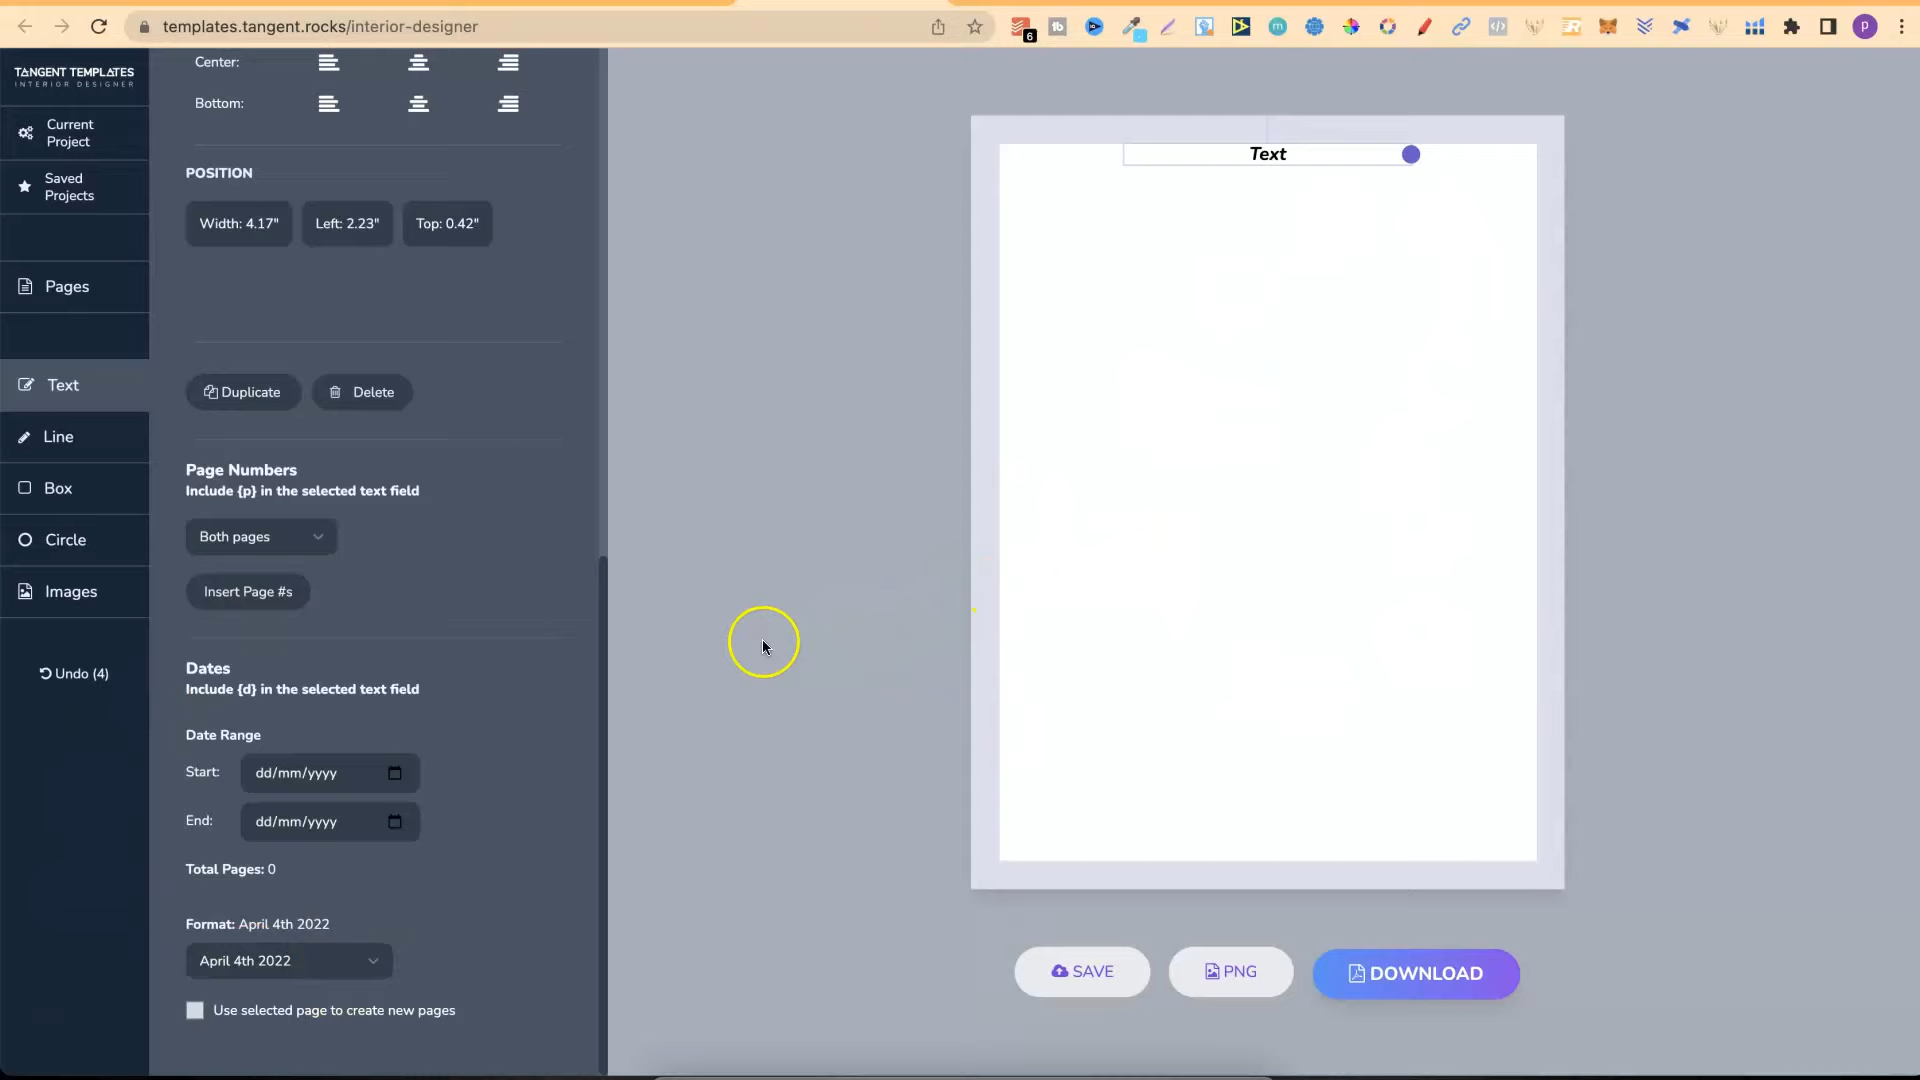 templates.tangent.rocks/interior-designer
6
p
TANGENT TEMPLATES
INTERIOR DESIGNER
Current
Project
Saved
Projects
Pages
Text
Line
Box
Circle
Images
Undo (4)
Center:
Bottom:
POSITION
Width: 4.17" Left: 2.23" Top: 0.42"
Duplicate Delete
Page Numbers
Include {p} in the selected text field
Both pages
Insert Page #s
Dates
Include {d} in the selected text field
Date Range
Start: dd/mm/yyyy
End: dd/mm/yyyy
Total Pages: 0
Format: April 4th 2022
April 4th 2022
Use selected page to create new pages
Text
SAVE PNG DOWNLOAD